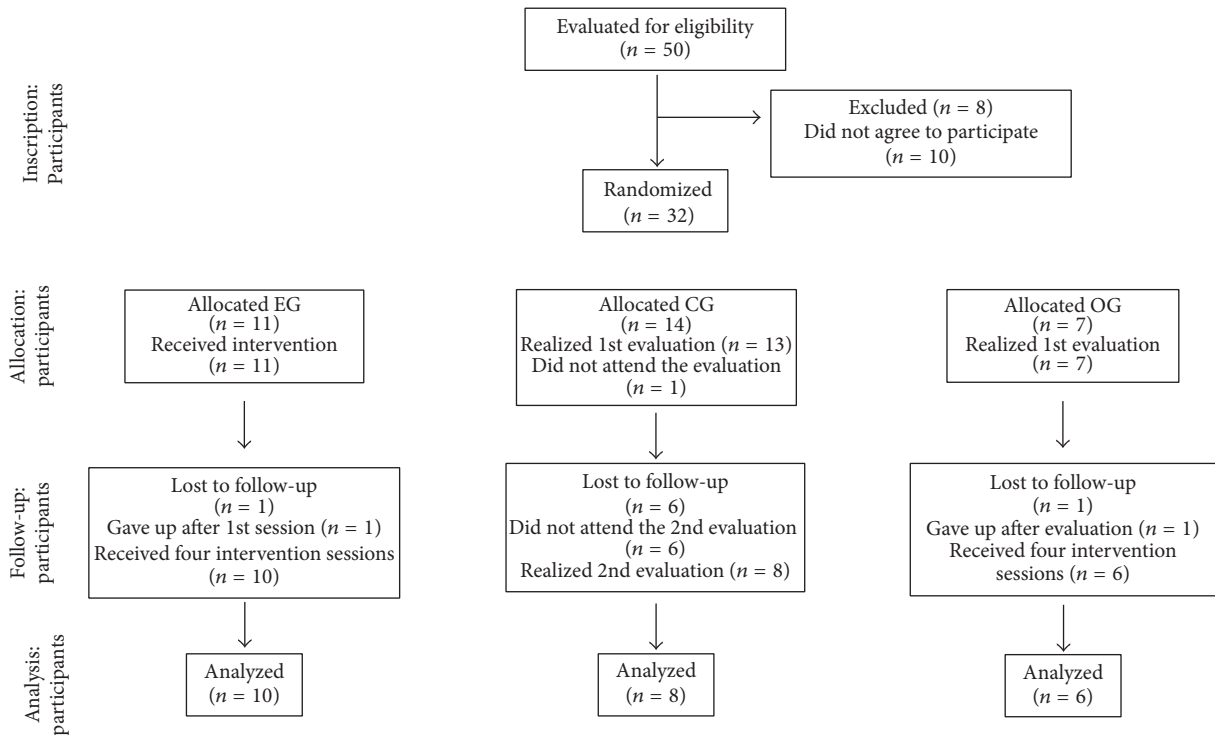 Evaluated for eligibility
(n = 50)
Inscription:
Participants
Excluded (n = 8)
Did not agree to participate
(n = 10)
Randomized
(n = 32)
Allocation:
participants
Allocated EG
(n = 11)
Received intervention
(n = 11)
Allocated CG
(n = 14)
Realized 1st evaluation (n = 13)
Did not attend the evaluation
(n = 1)
Allocated OG
(n = 7)
Realized 1st evaluation
(n = 7)
Follow-up:
participants
Lost to follow-up
(n = 1)
Gave up after 1st session (n = 1)
Received four intervention sessions
(n = 10)
Lost to follow-up
(n = 6)
Did not attend the 2nd evaluation
(n = 6)
Realized 2nd evaluation (n = 8)
Lost to follow-up
(n = 1)
Gave up after evaluation (n = 1)
Received four intervention
sessions (n = 6)
Analysis:
participants
Analyzed
(n = 10)
Analyzed
(n = 8)
Analyzed
(n = 6)